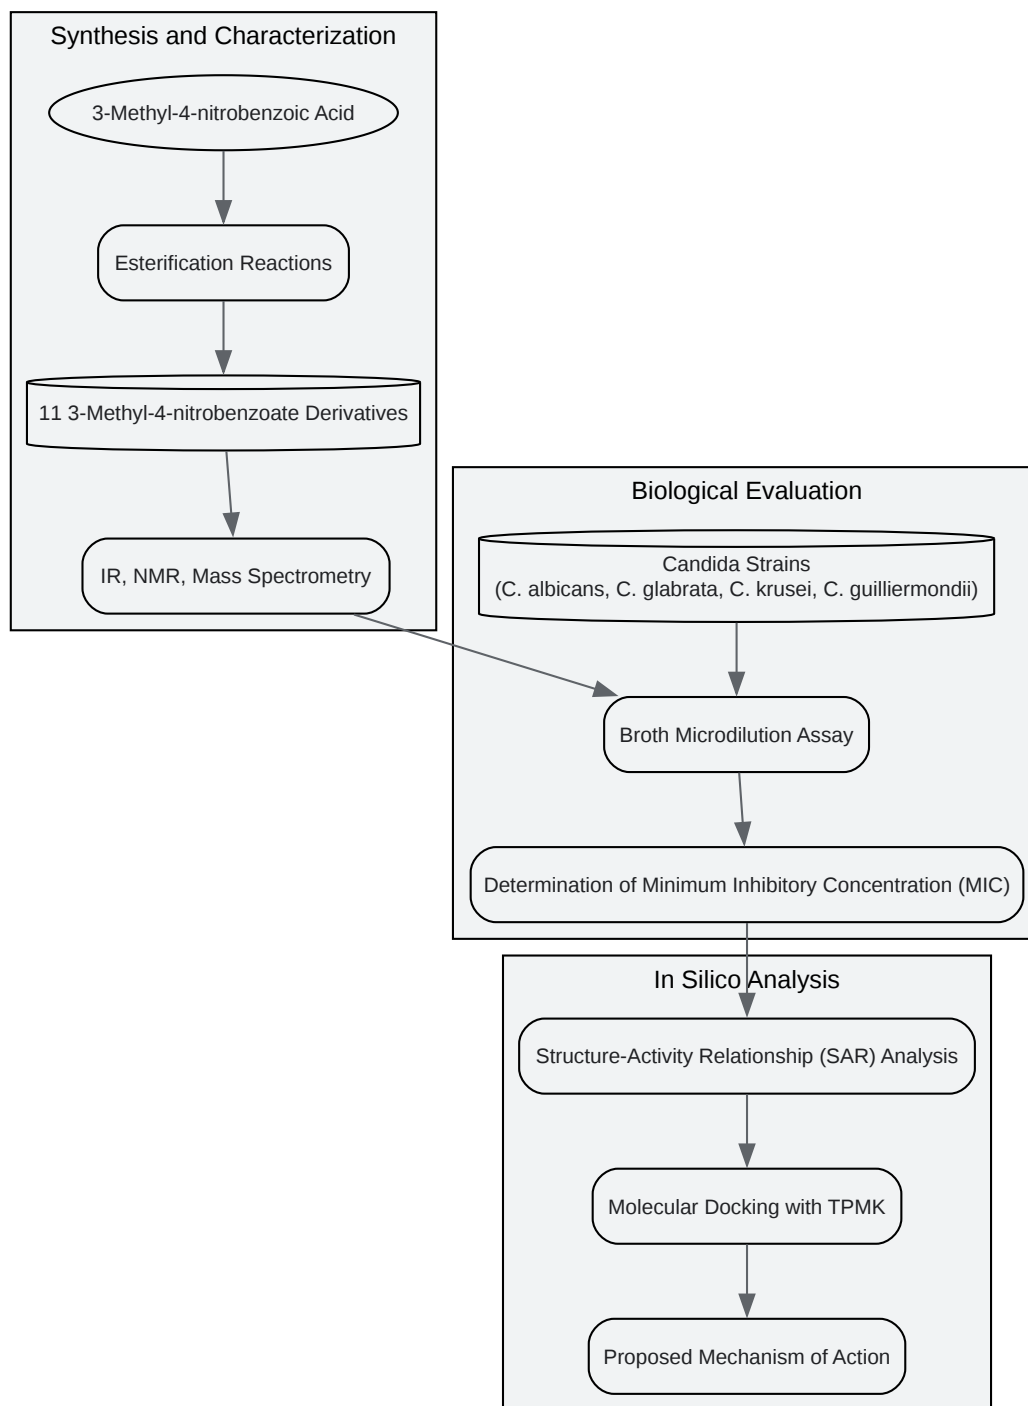 Synthesis and Characterization
3-Methyl-4-nitrobenzoic Acid
Esterification Reactions
11 3-Methyl-4-nitrobenzoate Derivatives
IR, NMR, Mass Spectrometry
Biological Evaluation
Candida Strains
(C. albicans, C. glabrata, C. krusei, C. guilliermondii)
Broth Microdilution Assay
Determination of Minimum Inhibitory Concentration (MIC)
In Silico Analysis
Structure-Activity Relationship (SAR) Analysis
Molecular Docking with TPMK
Proposed Mechanism of Action